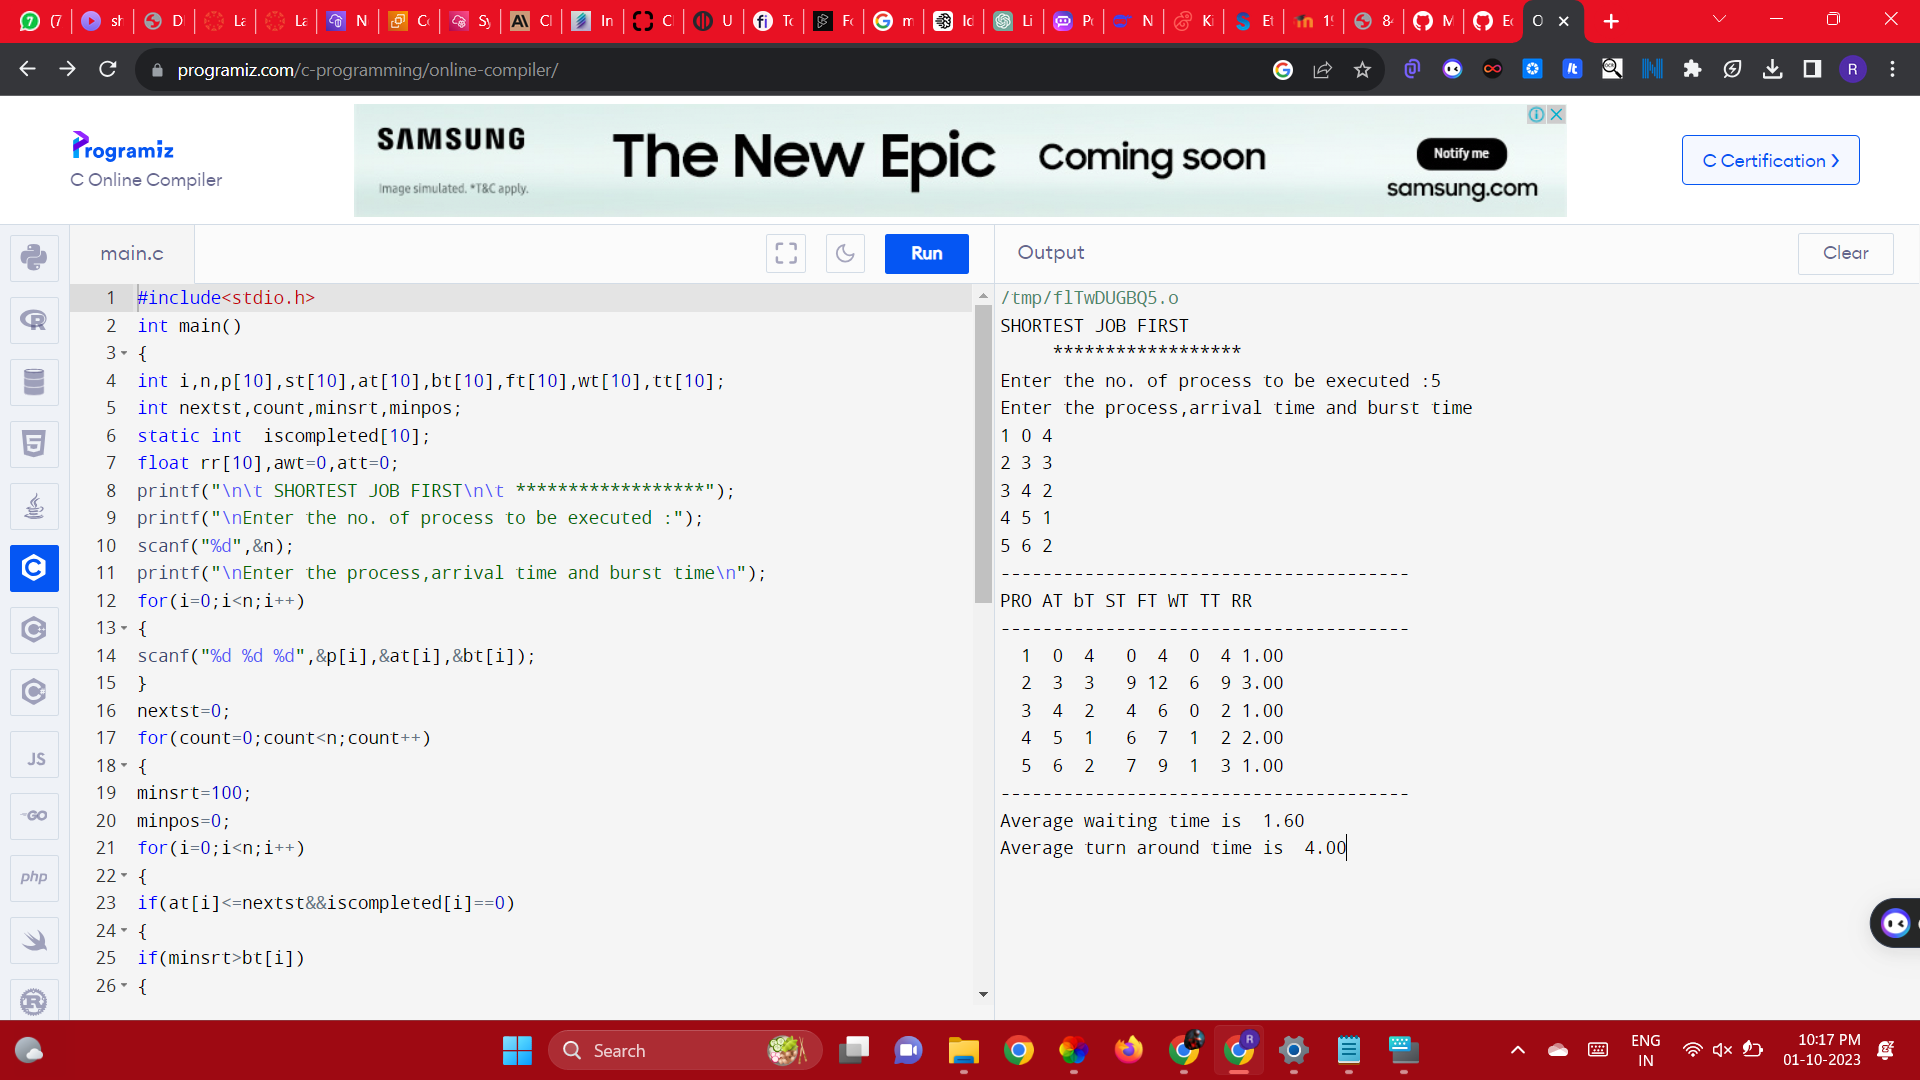 (7
sh
D
La
La
N
Co
Sy
Cl
In
C
U
To
Fo
m
Id
Li
Po
N
Ki
Et
19
84
M
Ec
O
programiz.com/c-programming/online-compiler/
R
Programiz
C Online Compiler
SAMSUNG
Image simulated. *T&C apply.
The New Epic
Coming soon
Notify me
samsung.com
C Certification
main.c
Run
Output
Clear
1 #include<stdio.h>
2 int main()
3 {
4 int i,n,p[10],st[10],at[10],bt[10],ft[10],wt[10],tt[10];
5 int nextst,count,minsrt,minpos;
6 static int  iscompleted[10];
7 float rr[10],awt=0,att=0;
8 printf("\n\t SHORTEST JOB FIRST\n\t ******************");
9 printf("\nEnter the no. of process to be executed :");
10 scanf("%d",&n);
11 printf("\nEnter the process,arrival time and burst time\n");
12 for(i=0;i<n;i++)
13 {
14 scanf("%d %d %d",&p[i],&at[i],&bt[i]);
15 }
16 nextst=0;
17 for(count=0;count<n;count++)
18 {
19 minsrt=100;
20 minpos=0;
21 for(i=0;i<n;i++)
22 {
23 if(at[i]<=nextst&&iscompleted[i]==0)
24 {
25 if(minsrt>bt[i])
26 {
/tmp/flTwDUGBQ5.o
SHORTEST JOB FIRST
******************
Enter the no. of process to be executed :5
Enter the process,arrival time and burst time
1 0 4
2 3 3
3 4 2
4 5 1
5 6 2
---------------------------------------
PRO AT bT ST FT WT TT RR
---------------------------------------
1  0  4   0  4  0  4 1.00
2  3  3   9 12  6  9 3.00
3  4  2   4  6  0  2 1.00
4  5  1   6  7  1  2 2.00
5  6  2   7  9  1  3 1.00
---------------------------------------
Average waiting time is  1.60
Average turn around time is  4.00
JS
GO
php
Search
ENG
IN
10:17 PM
01-10-2023